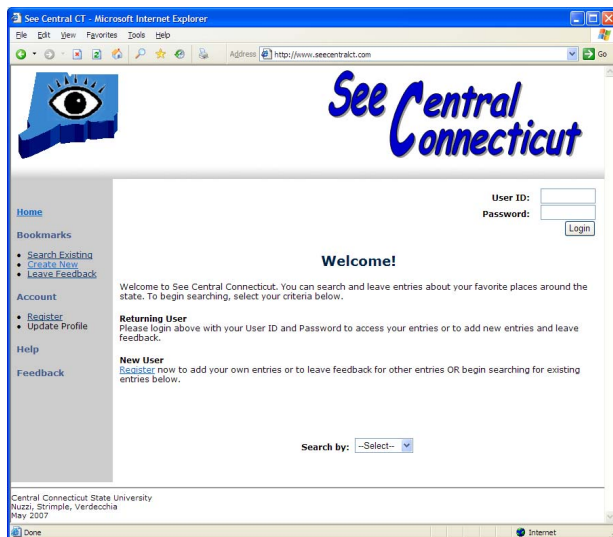 See Central CT - Microsoft Internet Explorer
File Edit View Favorites Tools Help
Address http://www.seecentralct.com Go
See Central
Connecticut
User ID:
Password:
Login
Home
Bookmarks
Search Existing
Create New
Leave Feedback
Account
Register
Update Profile
Help
Feedback
Welcome!
Welcome to See Central Connecticut. You can search and leave entries about your favorite places around the
state. To begin searching, select your criteria below.
Returning User
Please login above with your User ID and Password to access your entries or to add new entries and leave
feedback.
New User
Register now to add your own entries or to leave feedback for other entries OR begin searching for existing
entries below.
Search by: --Select--
Central Connecticut State University
Nuzzi, Strimple, Verdecchia
May 2007
Done Internet